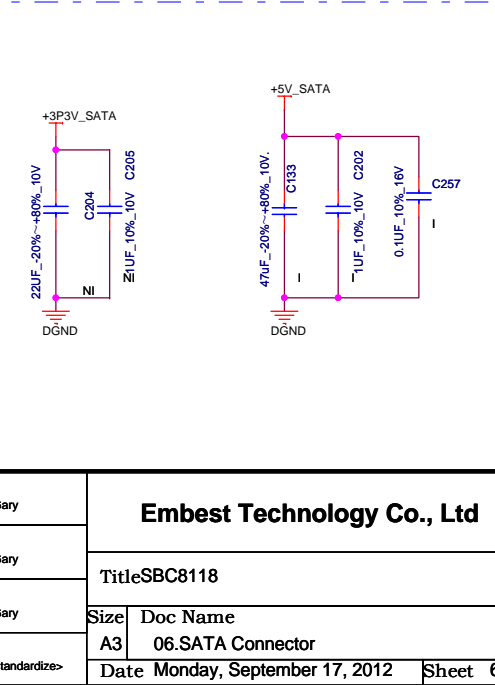 +3P3V_SATA
22UF_-20%~+80%_10V
C204
C205
1UF_10%_10V
NI
NI
DGND
+5V_SATA
47uF_-20%~+80%_10V.
C133
C202
1UF_10%_10V
C257
0.1UF_10%_16V
I
I
I
DGND
Embest Technology Co., Ltd
Title SBC8118
Size Doc Name
A3 06.SATA Connector
Date Monday, September 17, 2012 Sheet